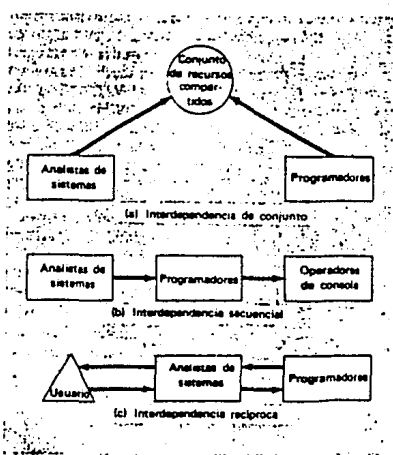 Conjunto
de recursos
compar-
tidos
Analistas de
sistemas
Programadores
(a) Interdependencia de conjunto
Analistas de
sistemas
Programadores
Operadores
de consola
(b) Interdependencia secuencial
Usuario
Analistas de
sistemas
Programadores
(c) Interdependencia recíproca